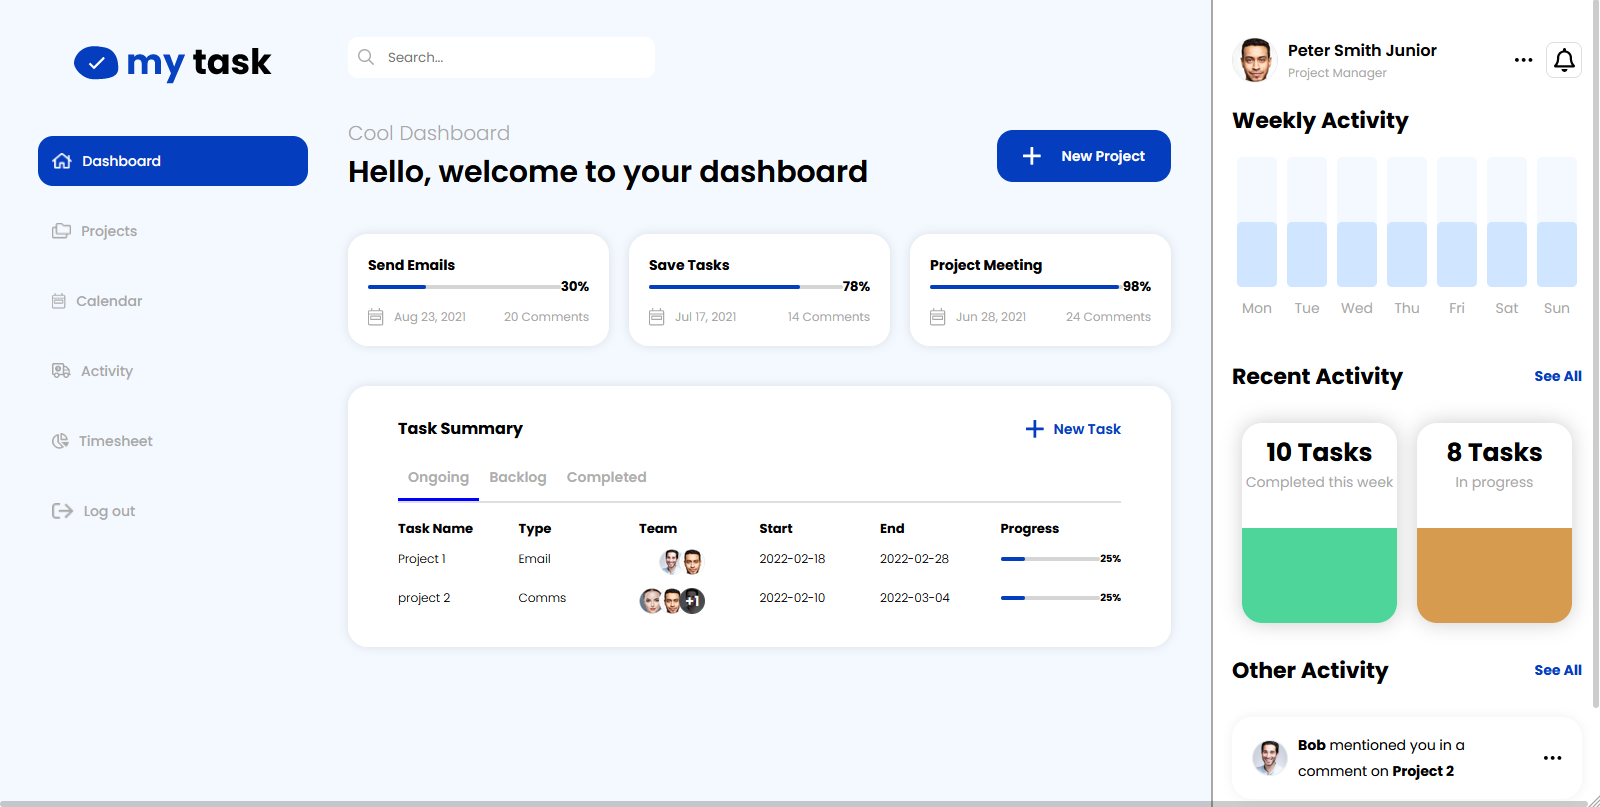 my task
Dashboard
Projects
Calendar
Activity
Timesheet
Log out
Search...
Cool Dashboard
Hello, welcome to your dashboard
New Project
Send Emails
30%
Aug 23, 2021
20 Comments
Save Tasks
78%
Jul 17, 2021
14 Comments
Project Meeting
98%
Jun 28, 2021
24 Comments
Task Summary
New Task
Ongoing Backlog Completed
Task Name Type Team Start End Progress
Project 1 Email 2022-02-18 2022-02-28 25%
project 2 Comms +1 2022-02-10 2022-03-04 25%
Peter Smith Junior
Project Manager
Weekly Activity
Mon Tue Wed Thu Fri Sat Sun
Recent Activity
See All
10 Tasks
Completed this week
8 Tasks
In progress
Other Activity
See All
Bob mentioned you in a
comment on Project 2